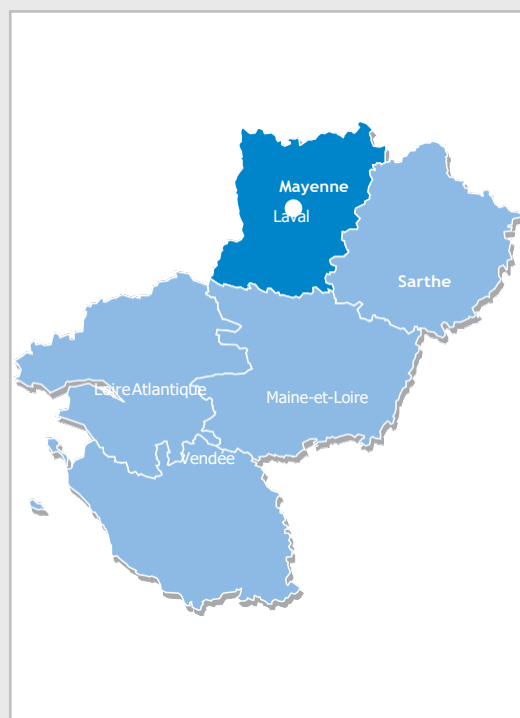 Mayenne
Laval
Sarthe
Loire Atlantique
Maine-et-Loire
Vendée